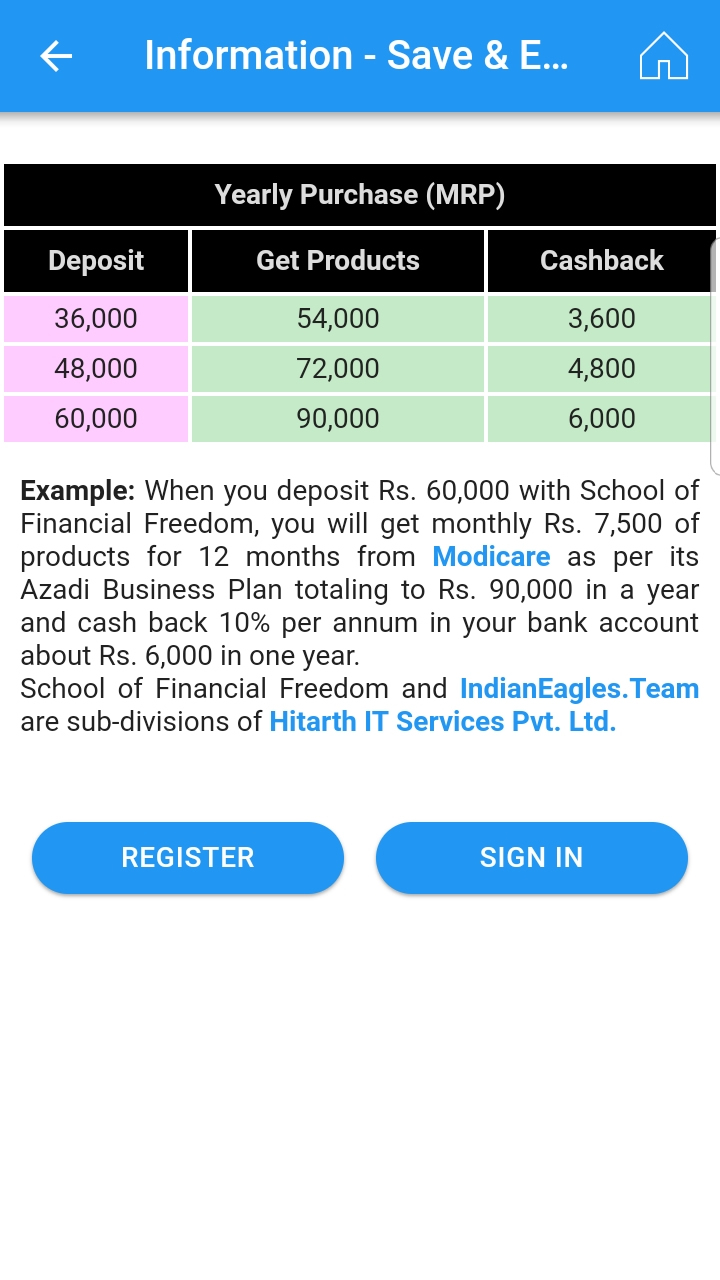 Information - Save & E...
Yearly Purchase (MRP)
Deposit Get Products Cashback
36,000 54,000 3,600
48,000 72,000 4,800
60,000 90,000 6,000
Example: When you deposit Rs. 60,000 with School of
Financial Freedom, you will get monthly Rs. 7,500 of
products for 12 months from Modicare as per its
Azadi Business Plan totaling to Rs. 90,000 in a year
and cash back 10% per annum in your bank account
about Rs. 6,000 in one year.
School of Financial Freedom and IndianEagles.Team
are sub-divisions of Hitarth IT Services Pvt. Ltd.
REGISTER SIGN IN